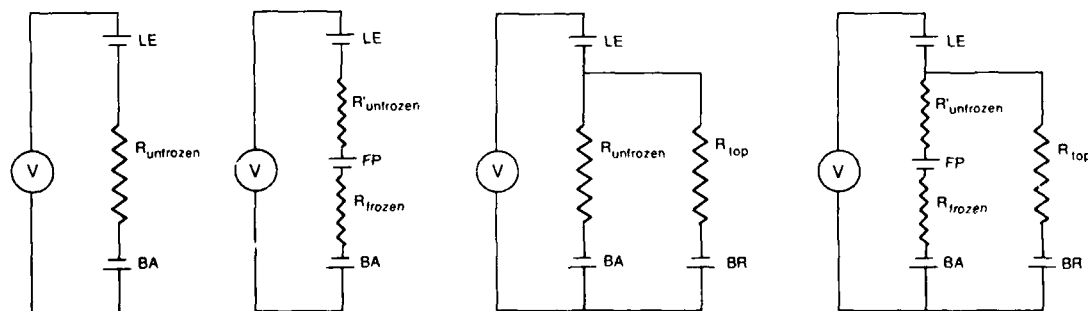 LE
V
Runfrozen
BA
LE
R'unfrozen
V
FP
Rfrozen
BA
LE
V
Runfrozen
Rtop
BA
BR
LE
R'unfrozen
V
FP
Rtop
Rfrozen
BA
BR